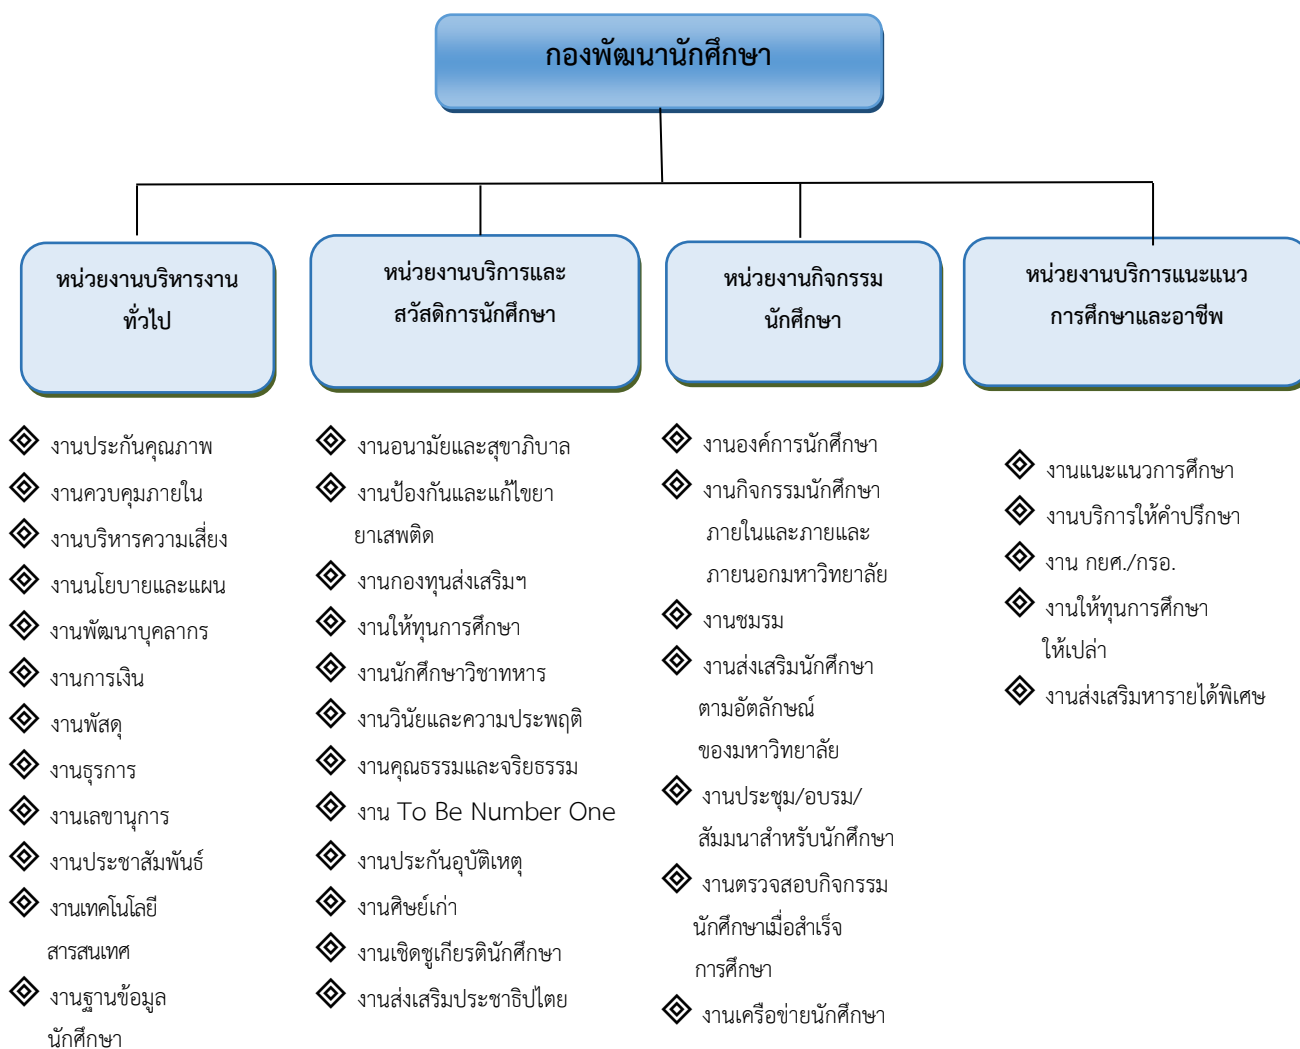 กองพัฒนานักศึกษา
หน่วยงานบริหารงาน
ทั่วไป
หน่วยงานบริการและ
สวัสดิการนักศึกษา
หน่วยงานกิจกรรม
นักศึกษา
หน่วยงานบริการแนะแนว
การศึกษาและอาชีพ
งานประกันคุณภาพ
งานควบคุมภายใน
งานบริหารความเสี่ยง
งานนโยบายและแผน
งานพัฒนาบุคลากร
งานการเงิน
งานพัสดุ
งานธุรการ
งานเลขานุการ
งานประชาสัมพันธ์
งานเทคโนโลยี
สารสนเทศ
งานฐานข้อมูล
นักศึกษา
งานอนามัยและสุขาภิบาล
งานป้องกันและแก้ไขยา
ยาเสพติด
งานกองทุนส่งเสริมฯ
งานให้ทุนการศึกษา
งานนักศึกษาวิชาทหาร
งานวินัยและความประพฤติ
งานคุณธรรมและจริยธรรม
งาน To Be Number One
งานประกันอุบัติเหตุ
งานศิษย์เก่า
งานเชิดชูเกียรตินักศึกษา
งานส่งเสริมประชาธิปไตย
งานองค์การนักศึกษา
งานกิจกรรมนักศึกษา
ภายในและภายและ
ภายนอกมหาวิทยาลัย
งานชมรม
งานส่งเสริมนักศึกษา
ตามอัตลักษณ์
ของมหาวิทยาลัย
งานประชุม/อบรม/
สัมมนาสำหรับนักศึกษา
งานตรวจสอบกิจกรรม
นักศึกษาเมื่อสำเร็จ
การศึกษา
งานเครือข่ายนักศึกษา
งานแนะแนวการศึกษา
งานบริการให้คำปรึกษา
งาน กยศ./กรอ.
งานให้ทุนการศึกษา
ให้เปล่า
งานส่งเสริมหารายได้พิเศษ